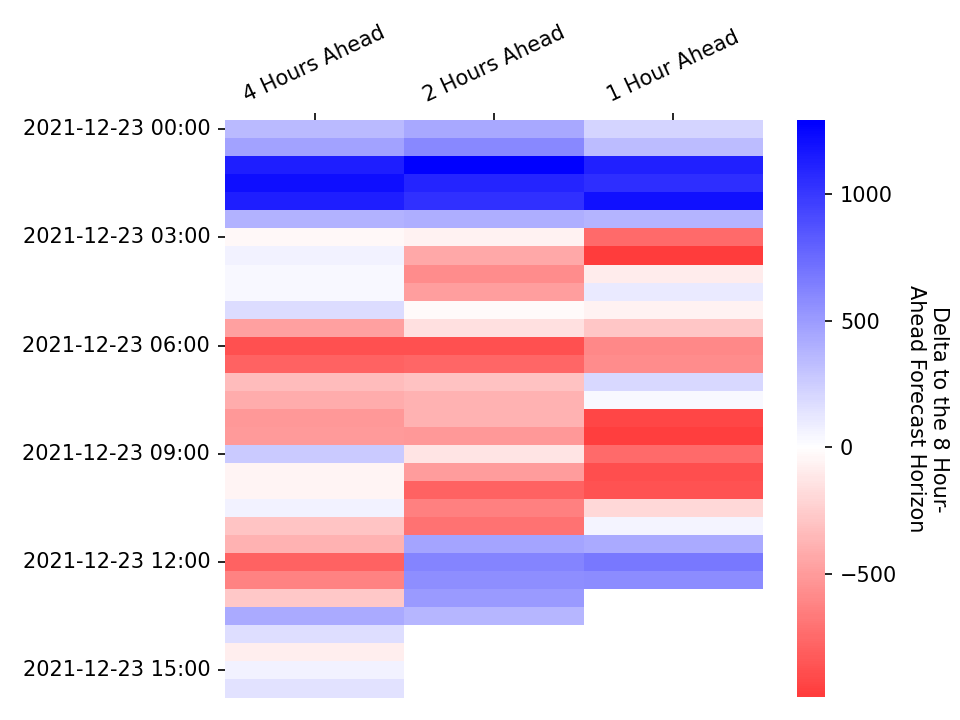 4 Hours Ahead
2 Hours Ahead
1 Hour Ahead
2021-12-23 00:00
2021-12-23 03:00
2021-12-23 06:00
2021-12-23 09:00
2021-12-23 12:00
2021-12-23 15:00
1000
500
0
−500
Delta to the 8 Hour-
Ahead Forecast Horizon